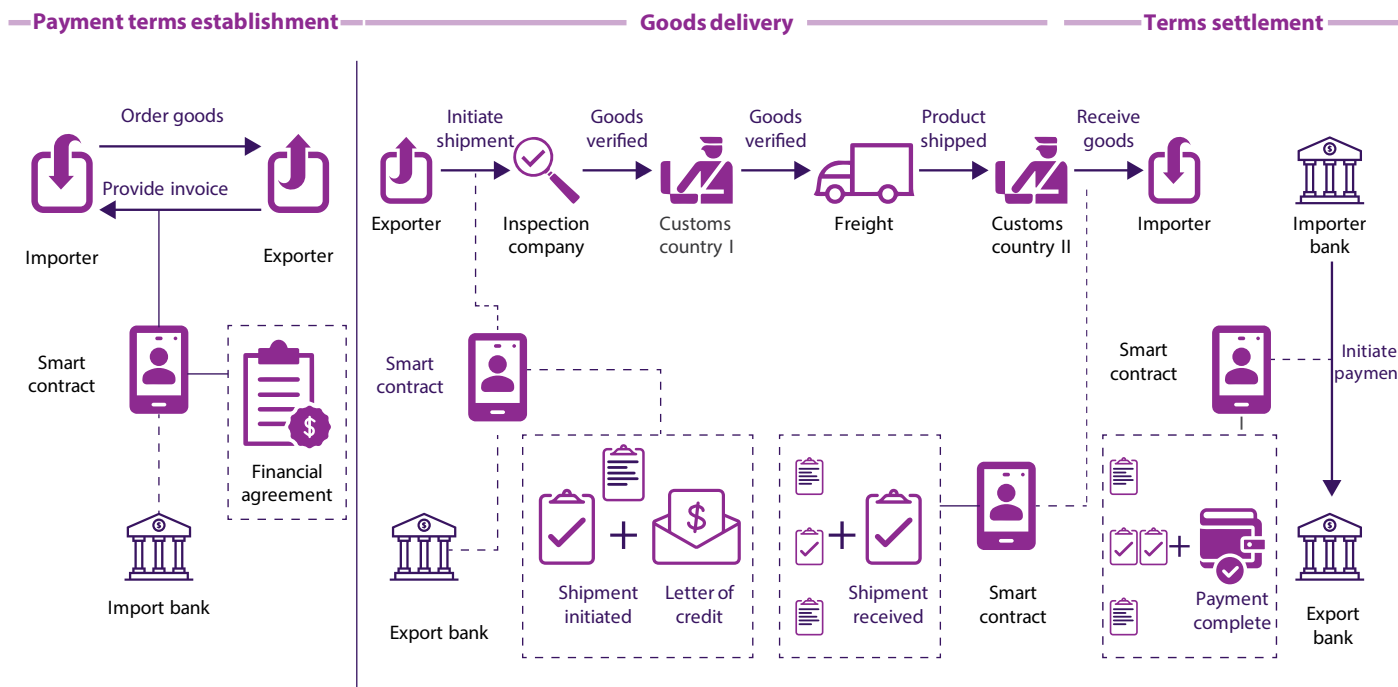 Payment terms establishment
Goods delivery
Terms settlement
Order goods
Provide invoice
Importer
Exporter
Smart
contract
$
Financial
agreement
$
Import bank
Initiate
shipment
Goods
verified
Goods
verified
Product
shipped
Receive
goods
Exporter
Inspection
company
Customs
country I
Freight
Customs
country II
Importer
$
Importer
bank
Smart
contract
$
Export bank
+
$
Shipment
initiated
Letter of
credit
+
Shipment
received
Smart
contract
Smart
contract
Initiate
paymen
+
Payment
complete
$
Export
bank